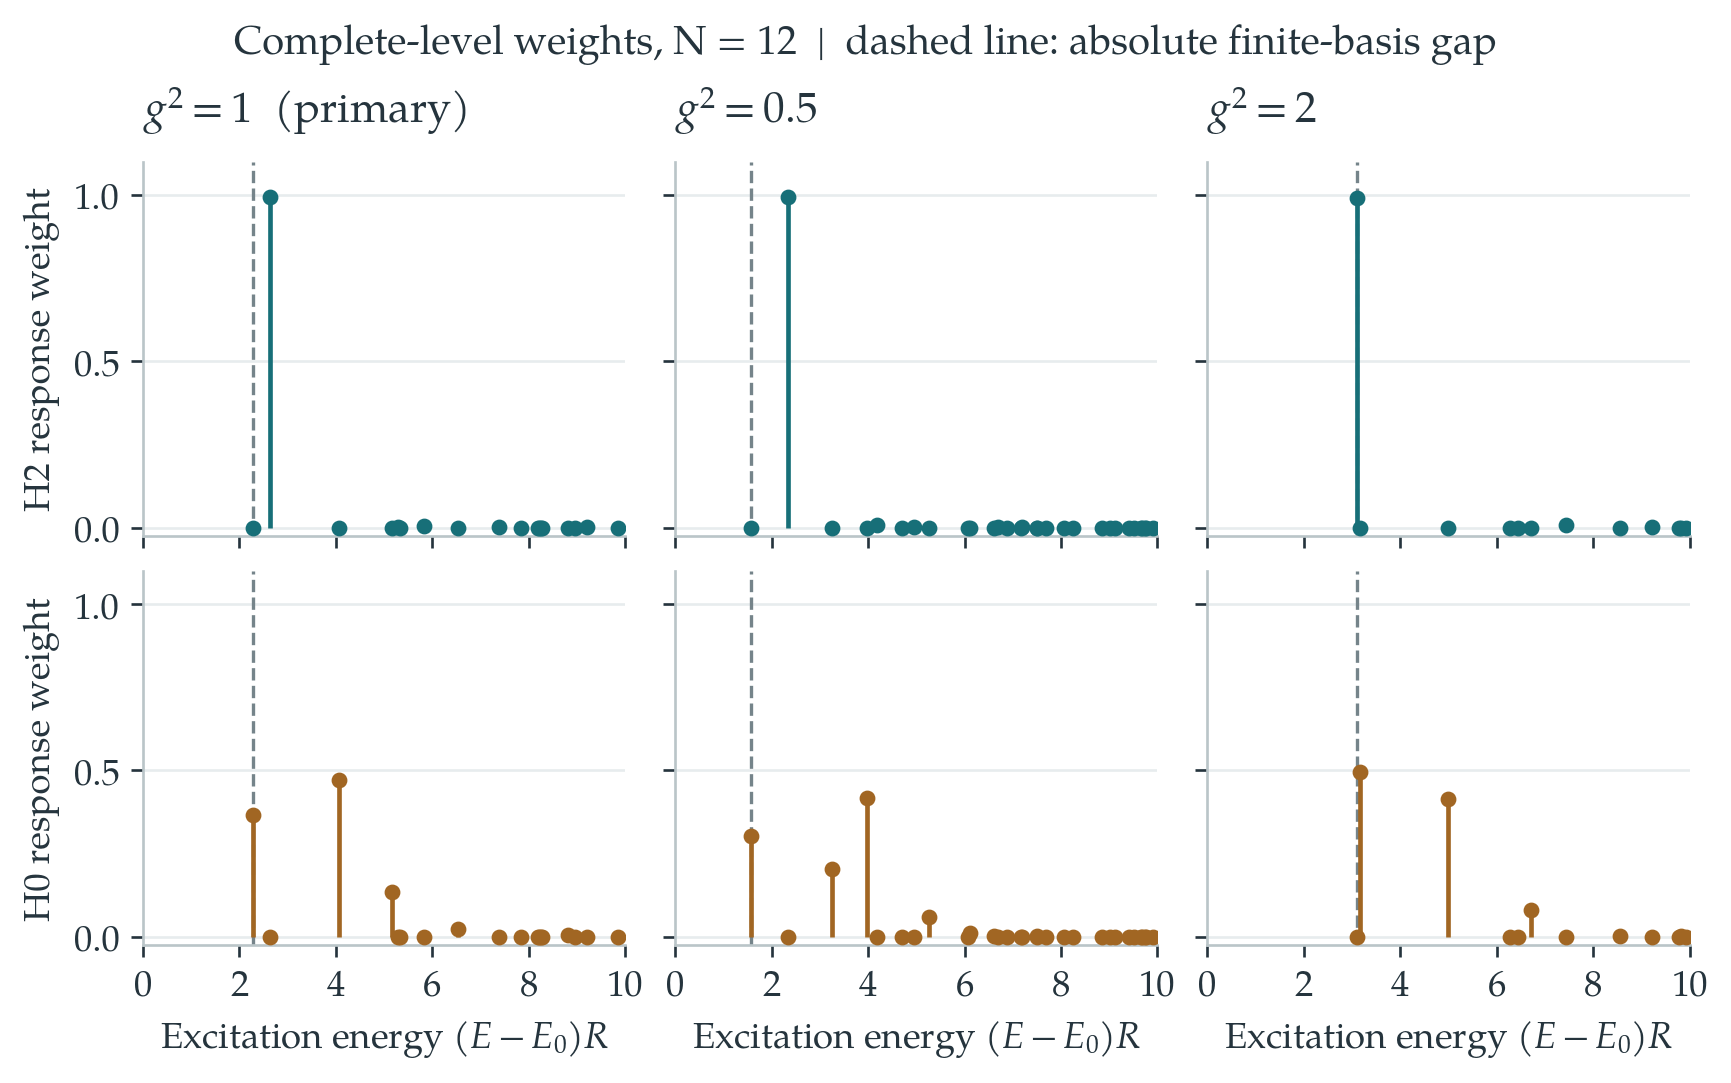 Complete-level weights, N = 12 | dashed line: absolute finite-basis gap
g² = 1 (primary)
g² = 0.5
g² = 2
H2 response weight
1.0
0.5
0.0
H0 response weight
1.0
0.5
0.0
0 2 4 6 8 10
0 2 4 6 8 10
0 2 4 6 8 10
Excitation energy (E − E₀)R
Excitation energy (E − E₀)R
Excitation energy (E − E₀)R